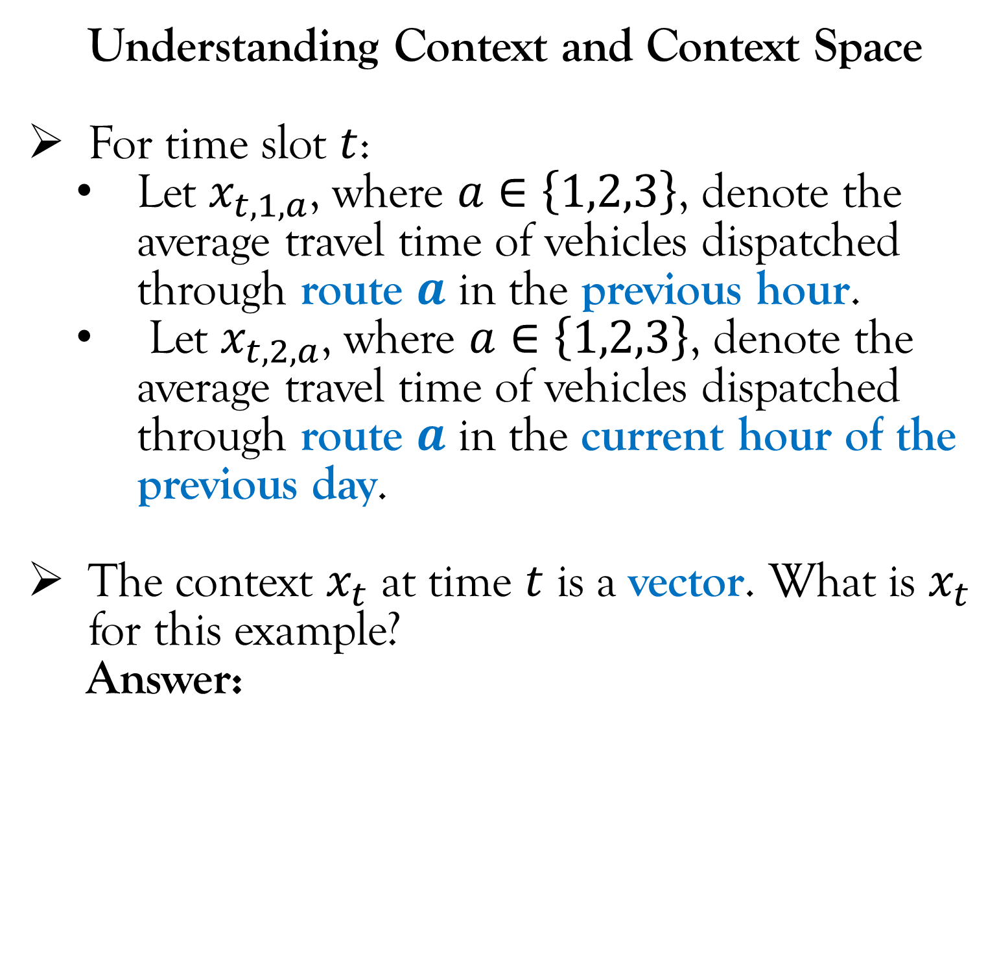 Understanding Context and Context Space
➢ For time slot t:
• Let x_{t,1,a}, where a ∈ {1,2,3}, denote the
average travel time of vehicles dispatched
through route a in the previous hour.
• Let x_{t,2,a}, where a ∈ {1,2,3}, denote the
average travel time of vehicles dispatched
through route a in the current hour of the
previous day.
➢ The context x_t at time t is a vector. What is x_t
for this example?
Answer: